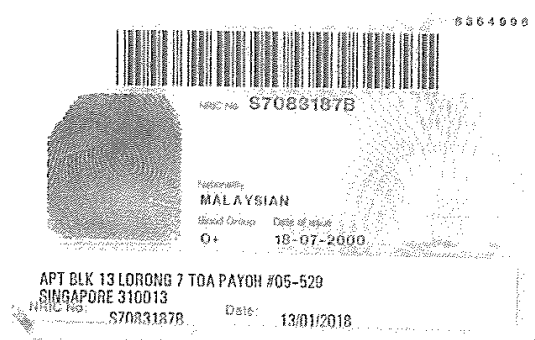 6364996
NRIC No. S7083187B
Nationality
MALAYSIAN
Blood Group Date of issue
O+ 18-07-2000
APT BLK 13 LORONG 7 TOA PAYOH #05-529
SINGAPORE 310013
NRIC No: S7083187B Date: 13/01/2018